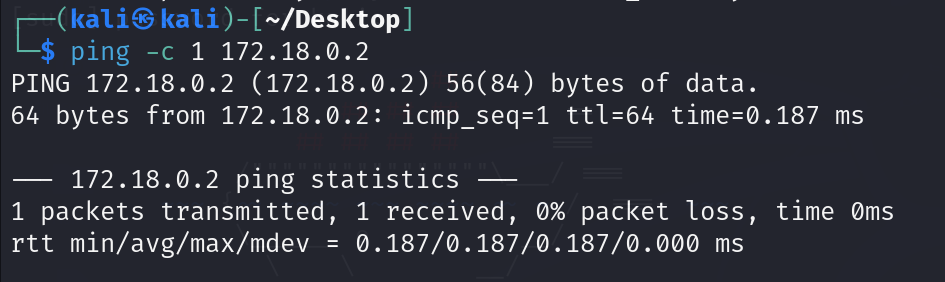 ┌──(kali㉿kali)-[~/Desktop]
└─$ ping -c 1 172.18.0.2
PING 172.18.0.2 (172.18.0.2) 56(84) bytes of data.
64 bytes from 172.18.0.2: icmp_seq=1 ttl=64 time=0.187 ms

--- 172.18.0.2 ping statistics ---
1 packets transmitted, 1 received, 0% packet loss, time 0ms
rtt min/avg/max/mdev = 0.187/0.187/0.187/0.000 ms